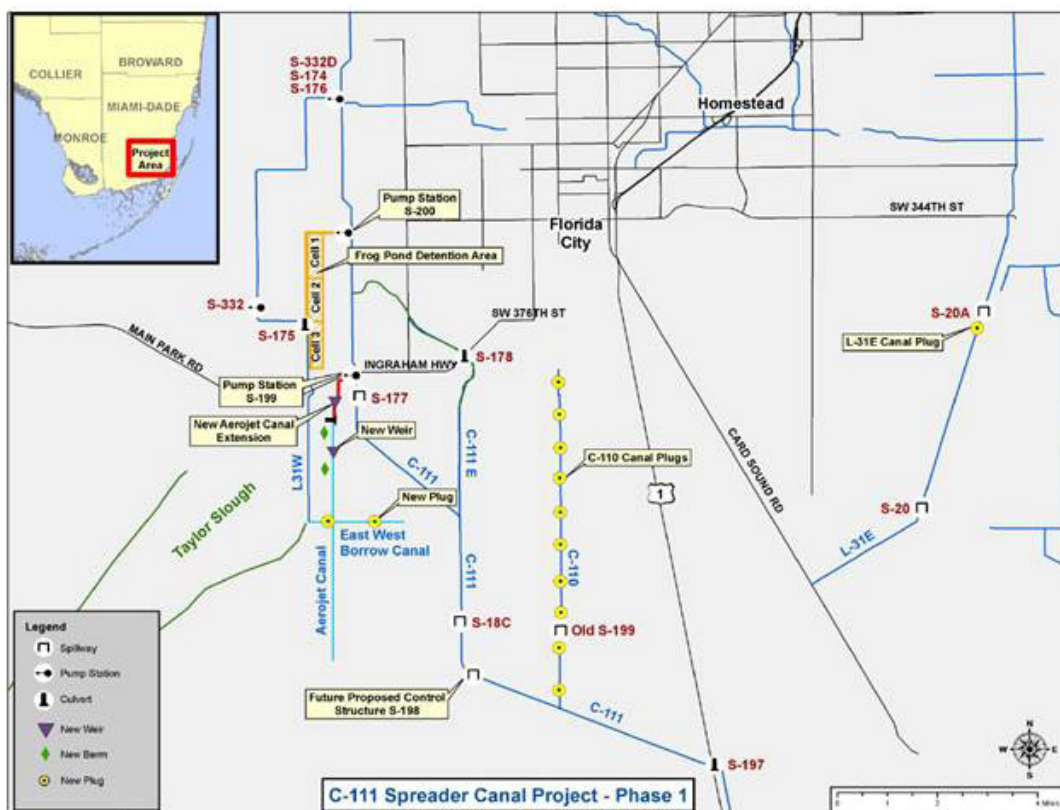 COLLIER
BROWARD
MIAMI-DADE
MONROE
Project
Area
S-332D
S-174
S-176
Homestead
Pump Station
S-200
SW 344TH ST
Florida
City
Cell 1
Frog Pond Detention Area
Cell 2
S-332
SW 376TH ST
S-20A
S-175
MAIN PARK RD
Cell 3
L-31E Canal Plug
S-178
INGRAHAM HWY
Pump Station
S-199
S-177
New Aerojet Canal
Extension
New Weir
CARD SOUND RD
C-110 Canal Plugs
C-111 E
L31W
C-111
1
New Plug
Taylor Slough
S-20
East West
Borrow Canal
L-31E
C-110
Aerojet Canal
C-111
Legend
Spillway
Pump Station
Culvert
New Weir
New Berm
New Plug
S-18C
Old S-199
Future Proposed Control
Structure S-198
C-111
N
W
E
S
S-197
C-111 Spreader Canal Project - Phase 1
0
1
2